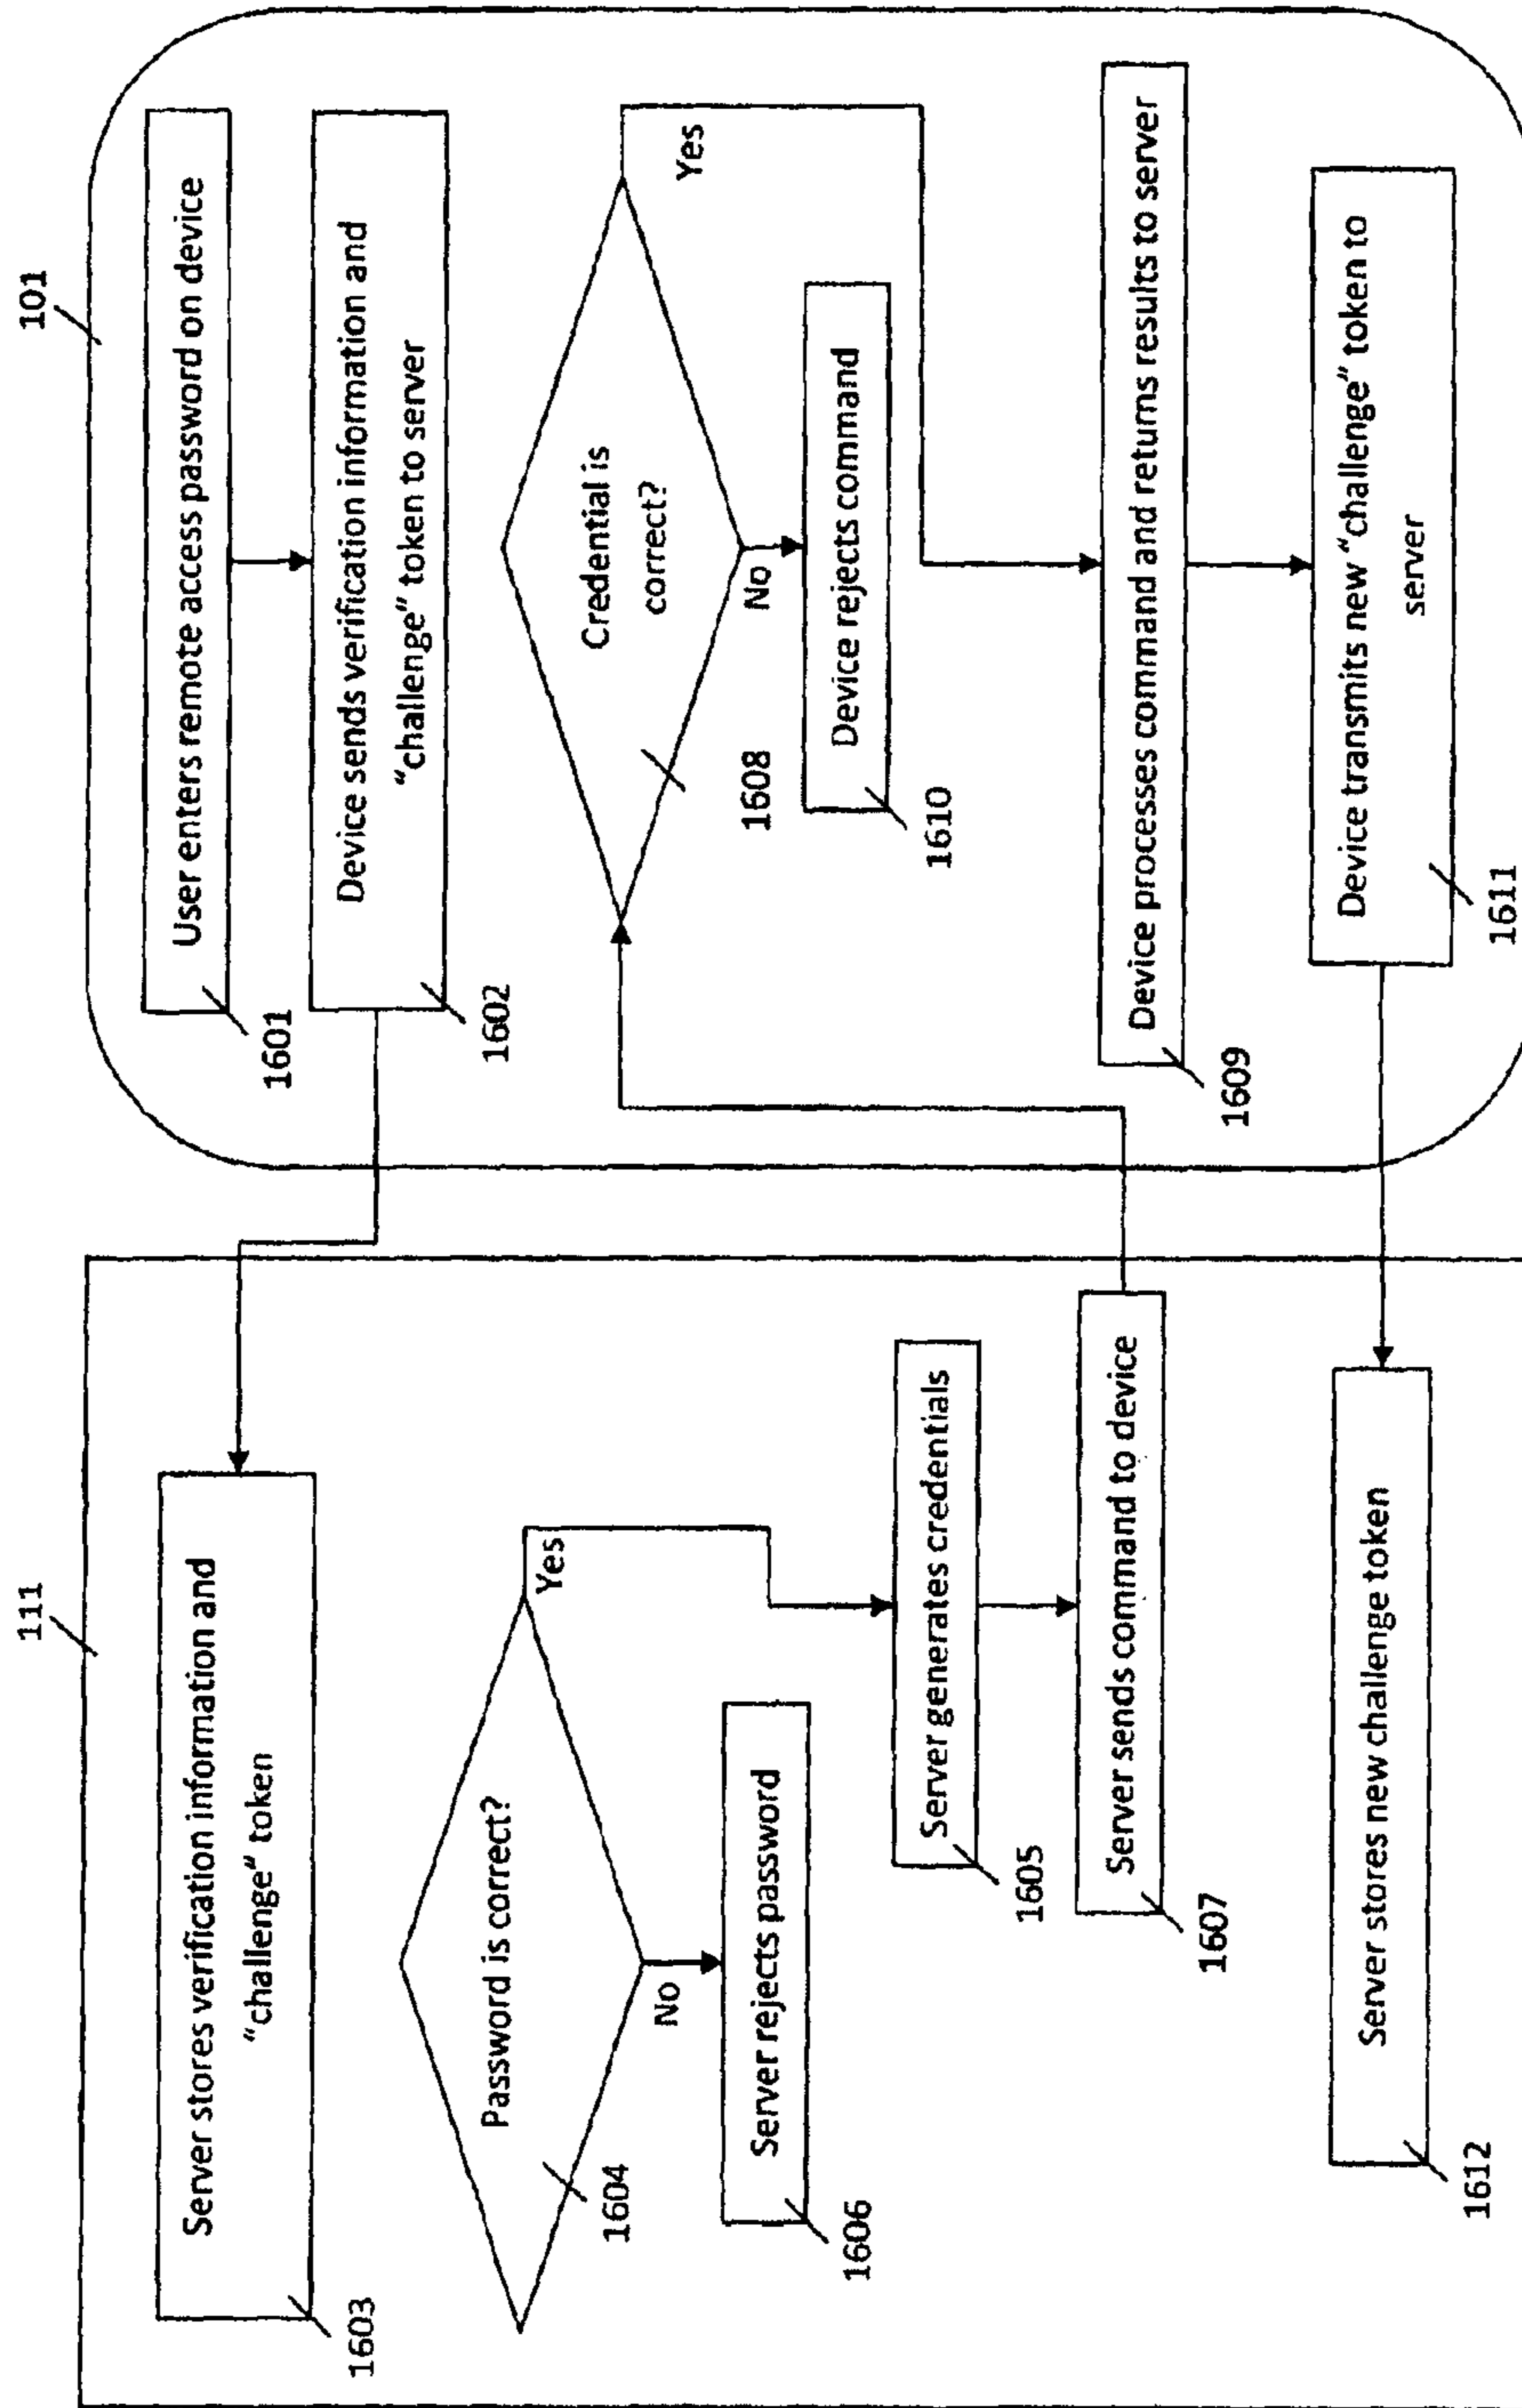 111
Server stores verification information and
“challenge” token
1603
Password is correct?
Yes
No
1604
Server rejects password
1606
Server generates credentials
1605
Server sends command to device
1607
Server stores new challenge token
1612
101
User enters remote access password on device
1601
Device sends verification information and
“challenge” token to server
1602
Credential is
correct?
Yes
No
1608
Device rejects command
1610
Device processes command and returns results to server
1609
Device transmits new “challenge” token to
server
1611